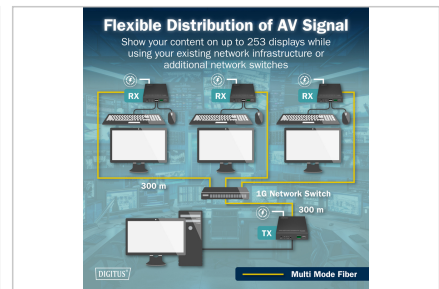 Flexible Distribution of AV Signal
Show your content on up to 253 displays while
using your existing network infrastructure or
additional network switches
RX RX RX
300 m
1G Network Switch
300 m
TX
DIGITUS
Multi Mode Fiber